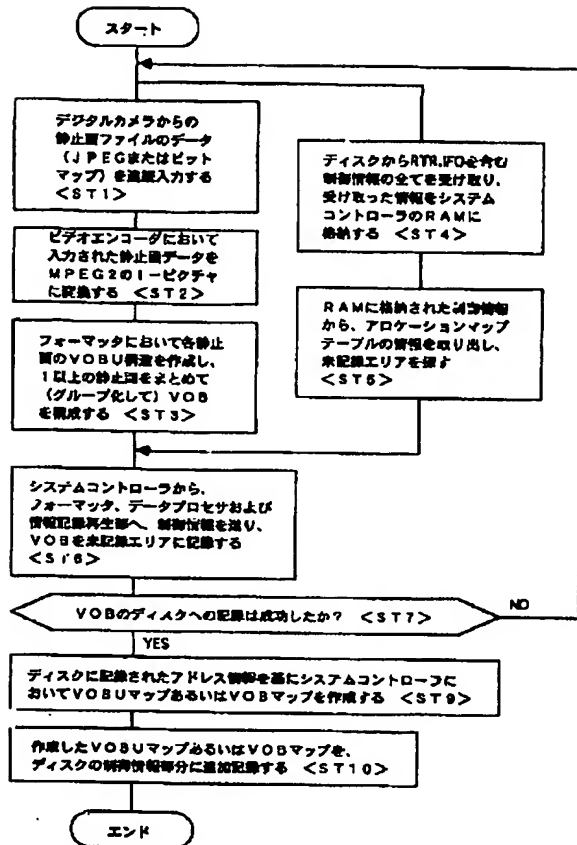 スタート
デジタルカメラからの
静止画ファイルのデータ
(JPEGまたはビット
マップ)を連続入力する
<ST1>
ビデオエンコーダにおいて
入力された静止画データを
MPEG2のI-ピクチャ
に変換する <ST2>
フォーマッタにおいて各静止
画のVOBU構造を作成し、
1以上の静止画をまとめて
(グループ化して)VOB
を構成する <ST3>
ディスクからRTR.IFOを含む
制御情報の全てを受け取り、
受け取った情報をシステム
コントローラのRAMに
格納する <ST4>
RAMに格納された制御情報
から、アロケーションマップ
テーブルの情報を取り出し、
未記録エリアを探す
<ST5>
システムコントローラから、
フォーマッタ、データプロセサおよび
情報記録再生部へ、制御情報を送り、
VOBを未記録エリアに記録する
<ST6>
VOBのディスクへの記録は成功したか? <ST7>
NO
YES
ディスクに記録されたアドレス情報を基にシステムコントローラに
おいてVOBUマップあるいはVOBマップを作成する <ST9>
作成したVOBUマップあるいはVOBマップを、
ディスクの制御情報部分に追加記録する <ST10>
エンド